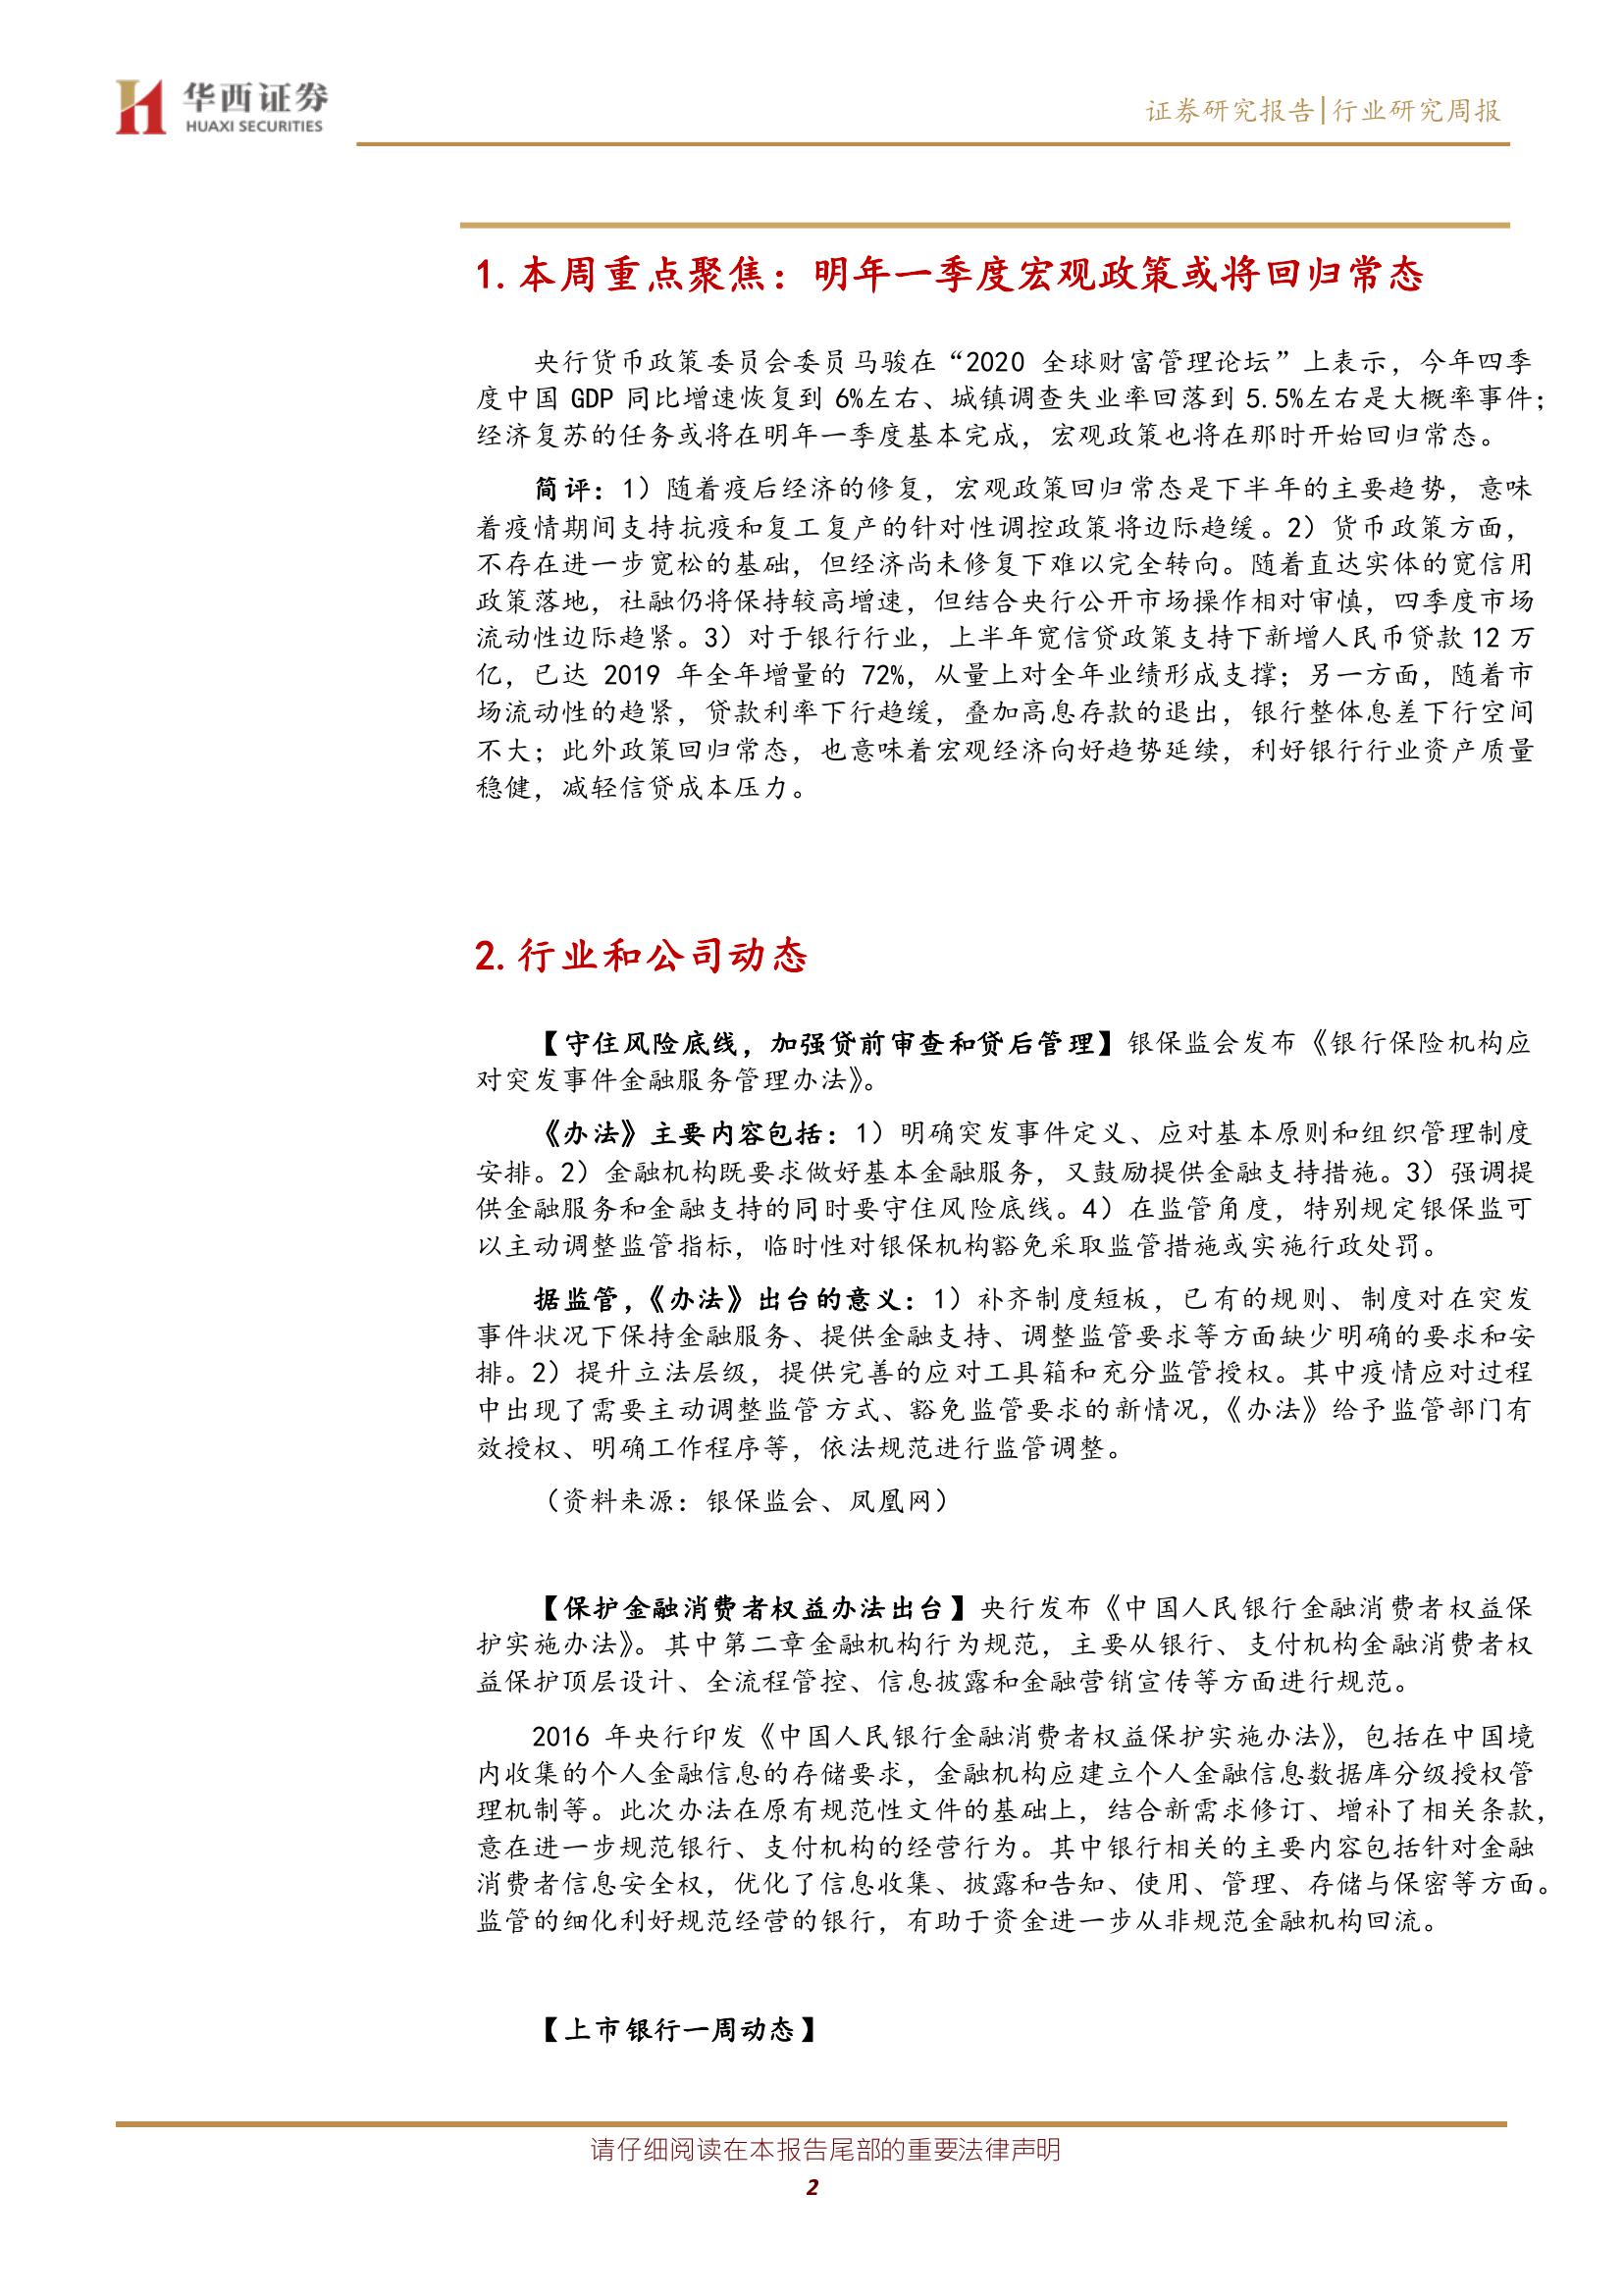 华西证券
HUAXI SECURITIES
证券研究报告|行业研究周报
1.本周重点聚焦：明年一季度宏观政策或将回归常态
央行货币政策委员会委员马骏在“2020 全球财富管理论坛”上表示，今年四季
度中国 GDP 同比增速恢复到 6%左右、城镇调查失业率回落到 5.5%左右是大概率事件；
经济复苏的任务或将在明年一季度基本完成，宏观政策也将在那时开始回归常态。
简评：1）随着疫后经济的修复，宏观政策回归常态是下半年的主要趋势，意味
着疫情期间支持抗疫和复工复产的针对性调控政策将边际趋缓。2）货币政策方面，
不存在进一步宽松的基础，但经济尚未修复下难以完全转向。随着直达实体的宽信用
政策落地，社融仍将保持较高增速，但结合央行公开市场操作相对审慎，四季度市场
流动性边际趋紧。3）对于银行行业，上半年宽信贷政策支持下新增人民币贷款 12 万
亿，已达 2019 年全年增量的 72%，从量上对全年业绩形成支撑；另一方面，随着市
场流动性的趋紧，贷款利率下行趋缓，叠加高息存款的退出，银行整体息差下行空间
不大；此外政策回归常态，也意味着宏观经济向好趋势延续，利好银行行业资产质量
稳健，减轻信贷成本压力。
2.行业和公司动态
【守住风险底线，加强贷前审查和贷后管理】银保监会发布《银行保险机构应
对突发事件金融服务管理办法》。
《办法》主要内容包括：1）明确突发事件定义、应对基本原则和组织管理制度
安排。2）金融机构既要求做好基本金融服务，又鼓励提供金融支持措施。3）强调提
供金融服务和金融支持的同时要守住风险底线。4）在监管角度，特别规定银保监可
以主动调整监管指标，临时性对银保机构豁免采取监管措施或实施行政处罚。
据监管，《办法》出台的意义：1）补齐制度短板，已有的规则、制度对在突发
事件状况下保持金融服务、提供金融支持、调整监管要求等方面缺少明确的要求和安
排。2）提升立法层级，提供完善的应对工具箱和充分监管授权。其中疫情应对过程
中出现了需要主动调整监管方式、豁免监管要求的新情况，《办法》给予监管部门有
效授权、明确工作程序等，依法规范进行监管调整。
（资料来源：银保监会、凤凰网）
【保护金融消费者权益办法出台】央行发布《中国人民银行金融消费者权益保
护实施办法》。其中第二章金融机构行为规范，主要从银行、支付机构金融消费者权
益保护顶层设计、全流程管控、信息披露和金融营销宣传等方面进行规范。
2016 年央行印发《中国人民银行金融消费者权益保护实施办法》，包括在中国境
内收集的个人金融信息的存储要求，金融机构应建立个人金融信息数据库分级授权管
理机制等。此次办法在原有规范性文件的基础上，结合新需求修订、增补了相关条款，
意在进一步规范银行、支付机构的经营行为。其中银行相关的主要内容包括针对金融
消费者信息安全权，优化了信息收集、披露和告知、使用、管理、存储与保密等方面。
监管的细化利好规范经营的银行，有助于资金进一步从非规范金融机构回流。
【上市银行一周动态】
请仔细阅读在本报告尾部的重要法律声明
2